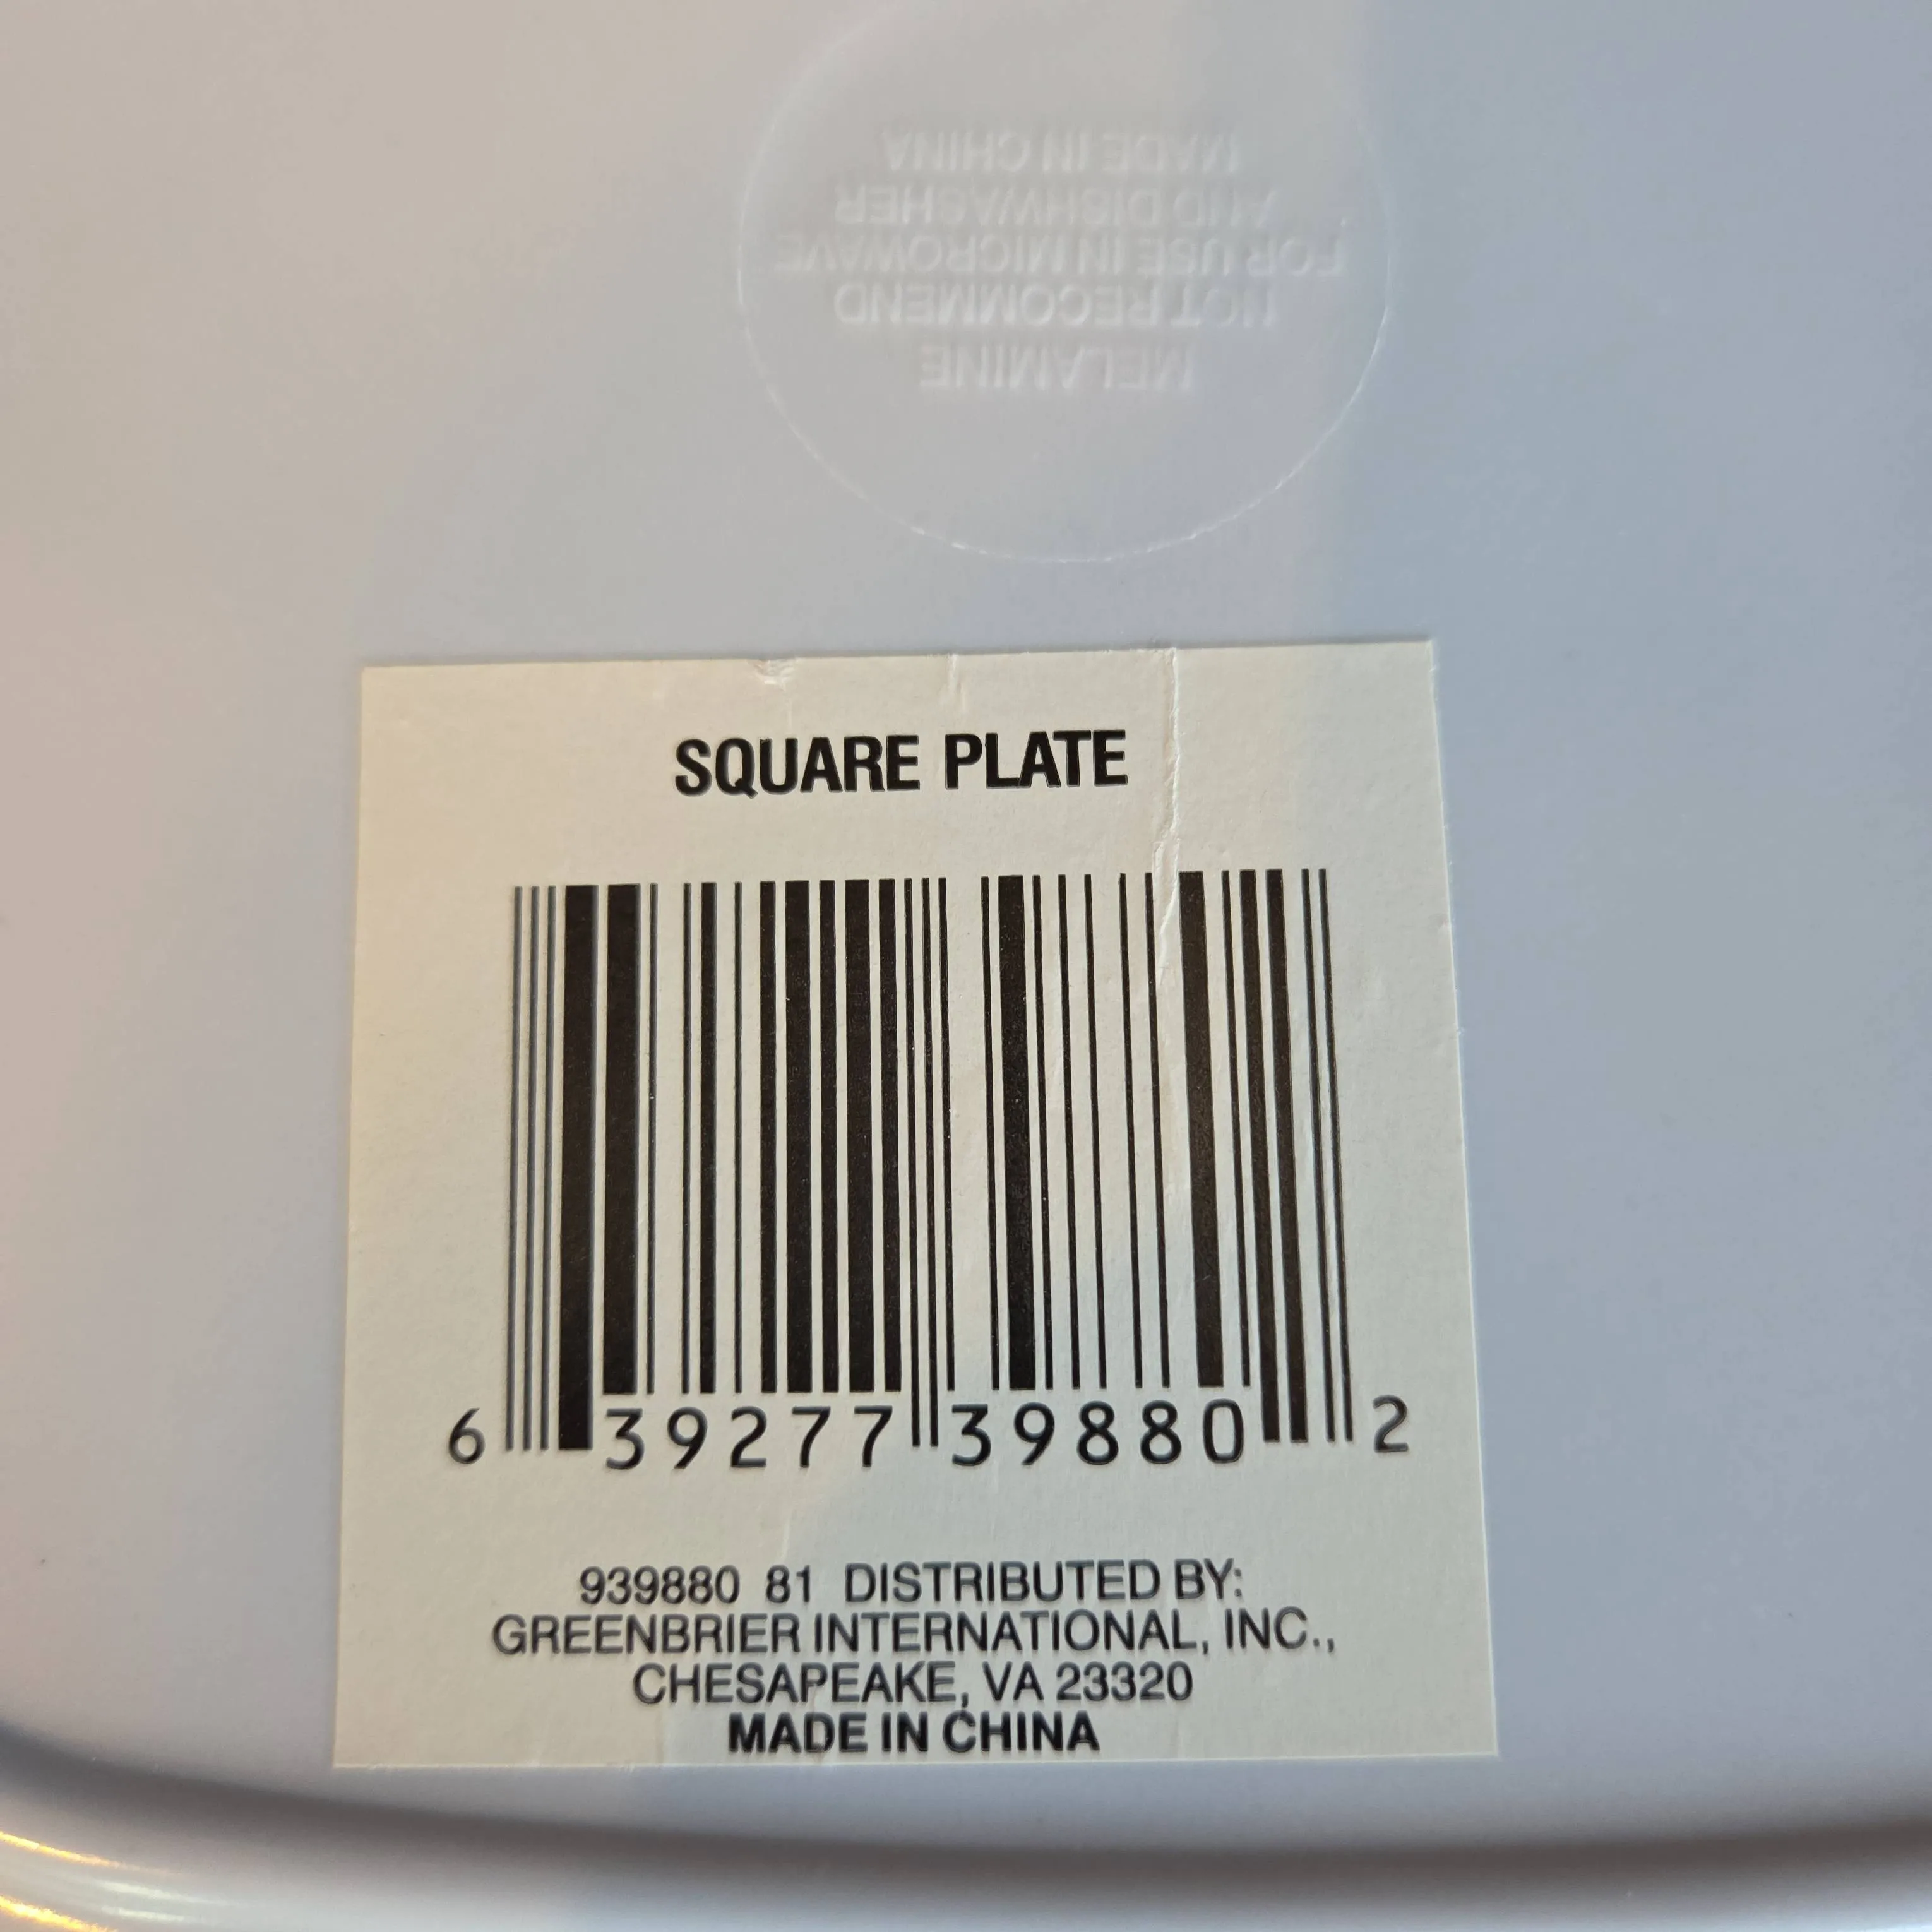 MELAMINE
NOT RECOMMEND
FOR USE IN MICROWAVE
AND DISHWASHER
MADE IN CHINA
SQUARE PLATE
6 39277 39880 2
939880 81 DISTRIBUTED BY:
GREENBRIER INTERNATIONAL, INC.,
CHESAPEAKE, VA 23320
MADE IN CHINA